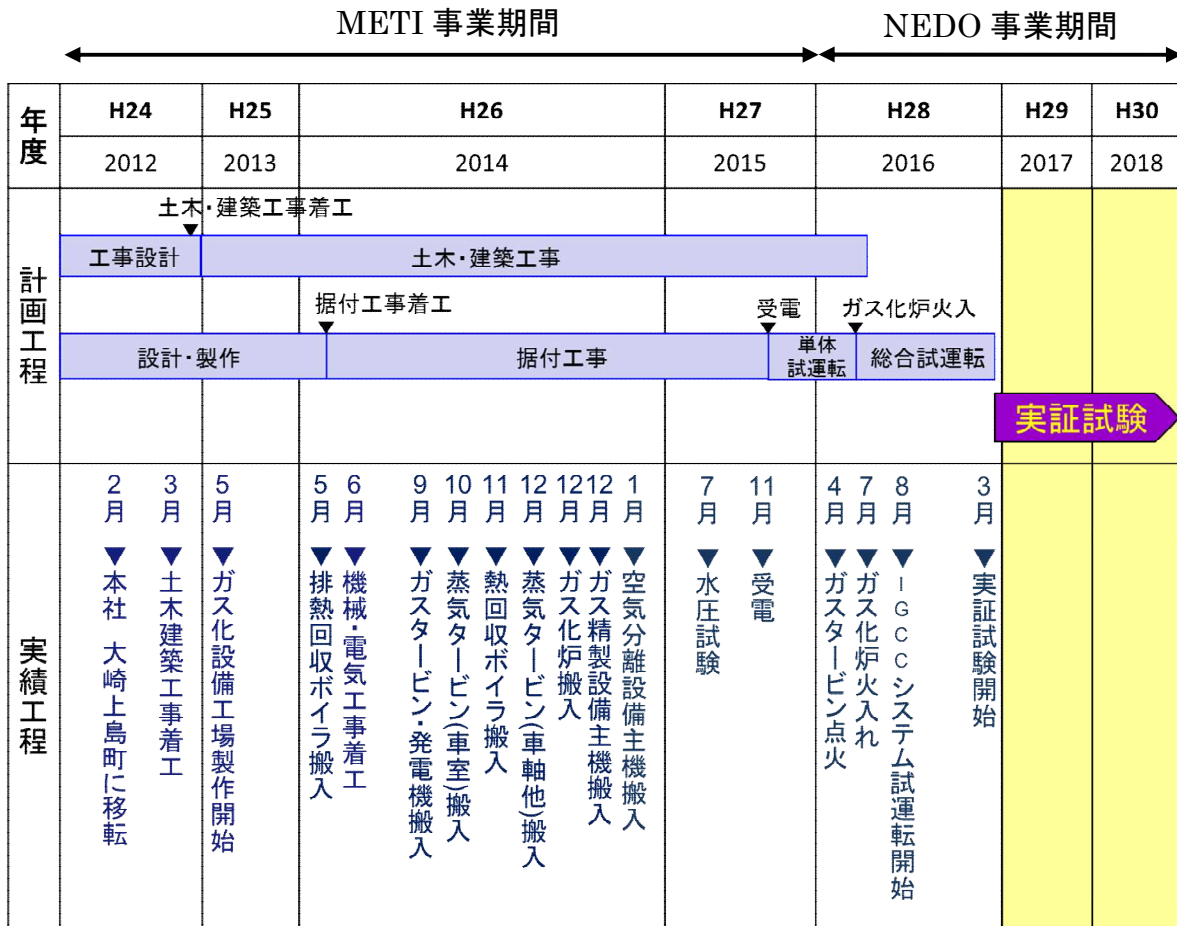 METI 事業期間
NEDO 事業期間
年度
H24
H25
H26
H27
H28
H29
H30
2012
2013
2014
2015
2016
2017
2018
計画工程
土木・建築工事着工
工事設計
土木・建築工事
据付工事着工
受電
ガス化炉火入
設計・製作
据付工事
単体
試運転
総合試運転
実証試験
実績工程
2月
▼本社 大崎上島町に移転
3月
▼土木建築工事着工
5月
▼ガス化設備工場製作開始
5月
▼排熱回収ボイラ搬入
6月
▼機械・電気工事着工
9月
▼ガスタービン・発電機搬入
10月
▼蒸気タービン(車室)搬入
11月
▼熱回収ボイラ搬入
12月
▼蒸気タービン(車軸他)搬入
12月
▼ガス化炉搬入
12月
▼ガス精製設備主機搬入
1月
▼空気分離設備主機搬入
7月
▼水圧試験
11月
▼受電
4月
▼ガスタービン点火
7月
▼ガス化炉火入れ
8月
▼IGCCシステム試運転開始
3月
▼実証試験開始